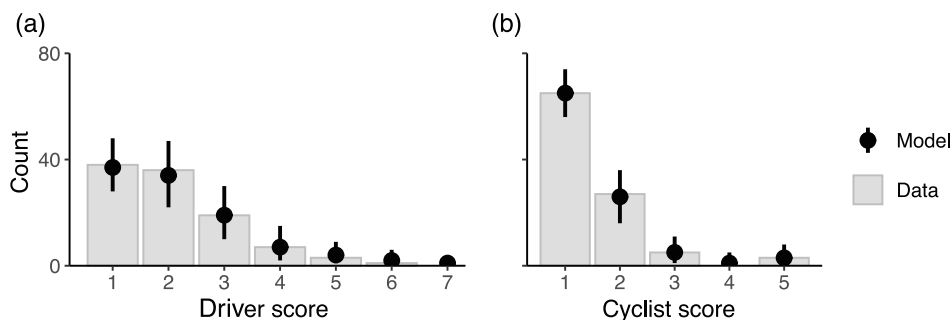 (a)
80
40
0
Count
1 2 3 4 5 6 7
Driver score
(b)
1 2 3 4 5
Cyclist score
Model
Data